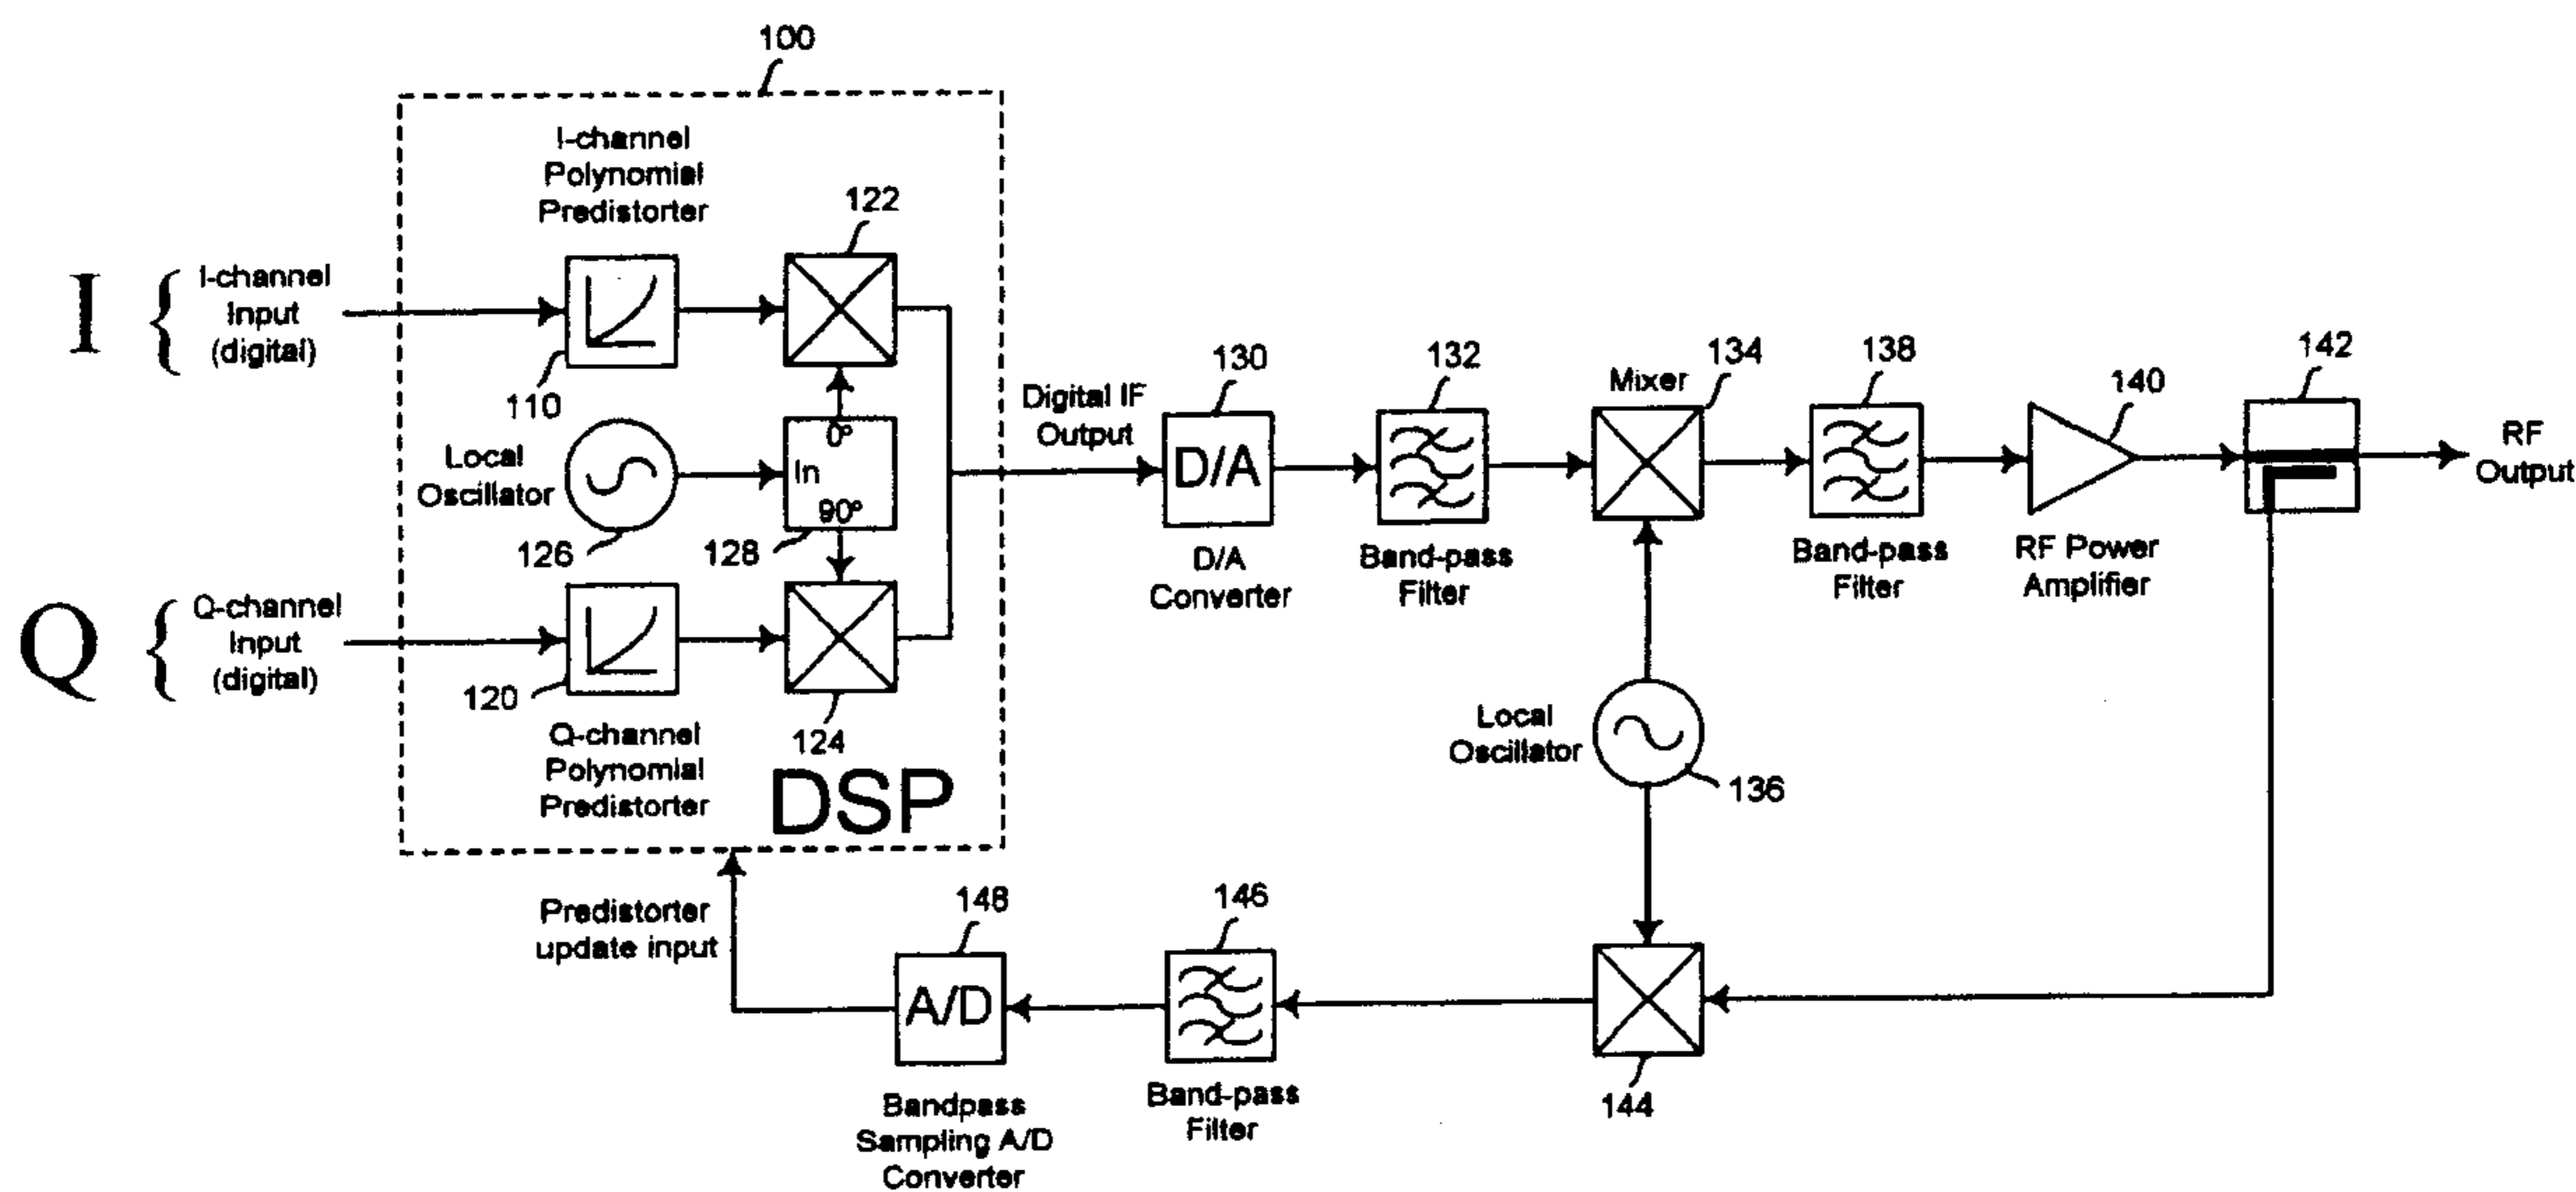 100
I-channel
Polynomial
Predistorter
122
I
I-channel
Input
(digital)
110
0°
In
90°
Local
Oscillator
126
128
Q
Q-channel
Input
(digital)
120
124
Q-channel
Polynomial
Predistorter
DSP
Digital IF
Output
130
D/A
D/A
Converter
132
Band-pass
Filter
Mixer
134
138
Band-pass
Filter
140
RF Power
Amplifier
142
RF
Output
Local
Oscillator
136
144
146
Band-pass
Filter
148
A/D
Bandpass
Sampling A/D
Converter
Predistorter
update input